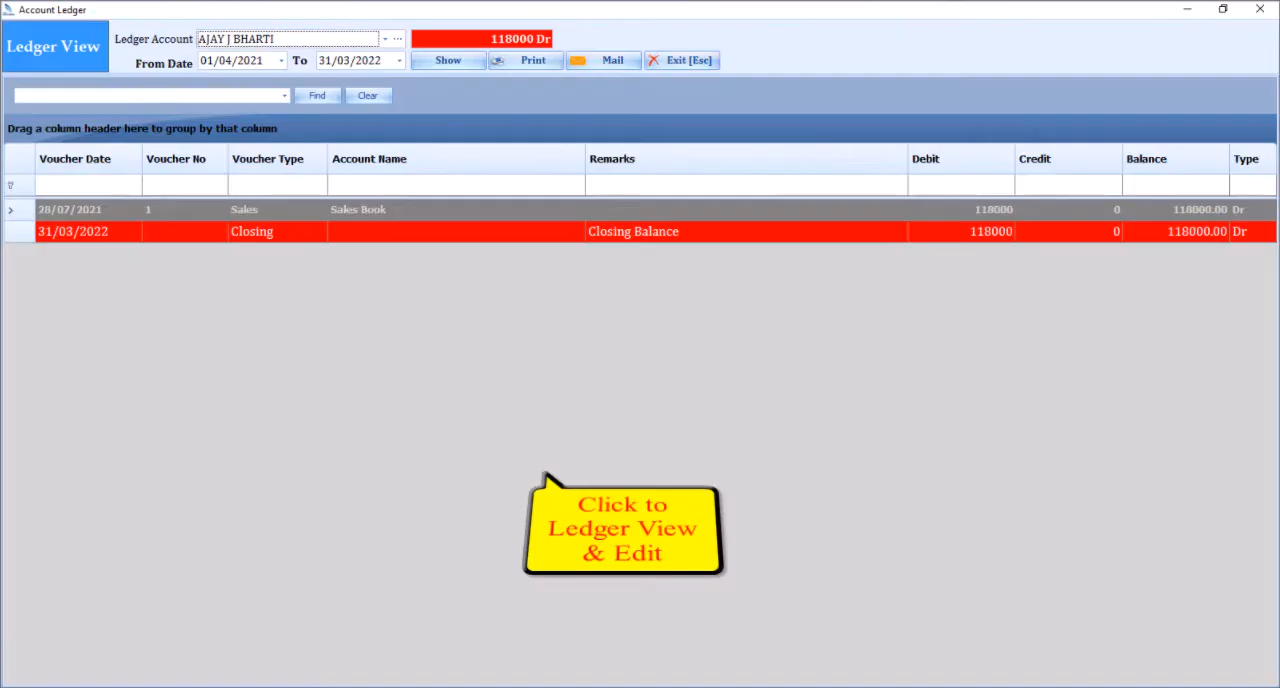 Account Ledger
Ledger View
Ledger Account AJAY J BHARTI 118000 Dr
From Date 01/04/2021 To 31/03/2022 Show Print Mail Exit [Esc]
Find Clear
Drag a column header here to group by that column
Voucher Date Voucher No Voucher Type Account Name Remarks Debit Credit Balance Type
28/07/2021 1 Sales Sales Book 118000 0 118000.00 Dr
31/03/2022 Closing Closing Balance 118000 0 118000.00 Dr
Click to
Ledger View
& Edit